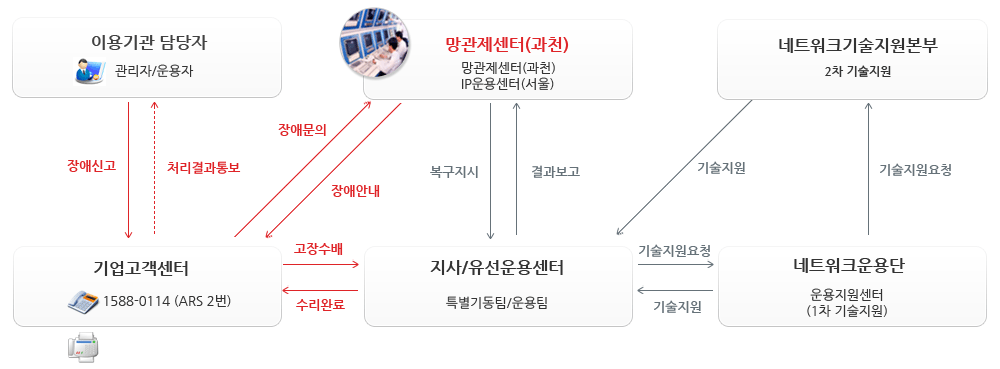 이용기관 담당자
관리자/운용자
망관제센터(과천)
망관제센터(과천)
IP운용센터(서울)
네트워크기술지원본부
2차 기술지원
장애신고
처리결과통보
장애문의
장애안내
복구지시
결과보고
기술지원
기술지원요청
기업고객센터
1588-0114 (ARS 2번)
고장수배
수리완료
지사/유선운용센터
특별기동팀/운용팀
기술지원요청
기술지원
네트워크운용단
운용지원센터
(1차 기술지원)